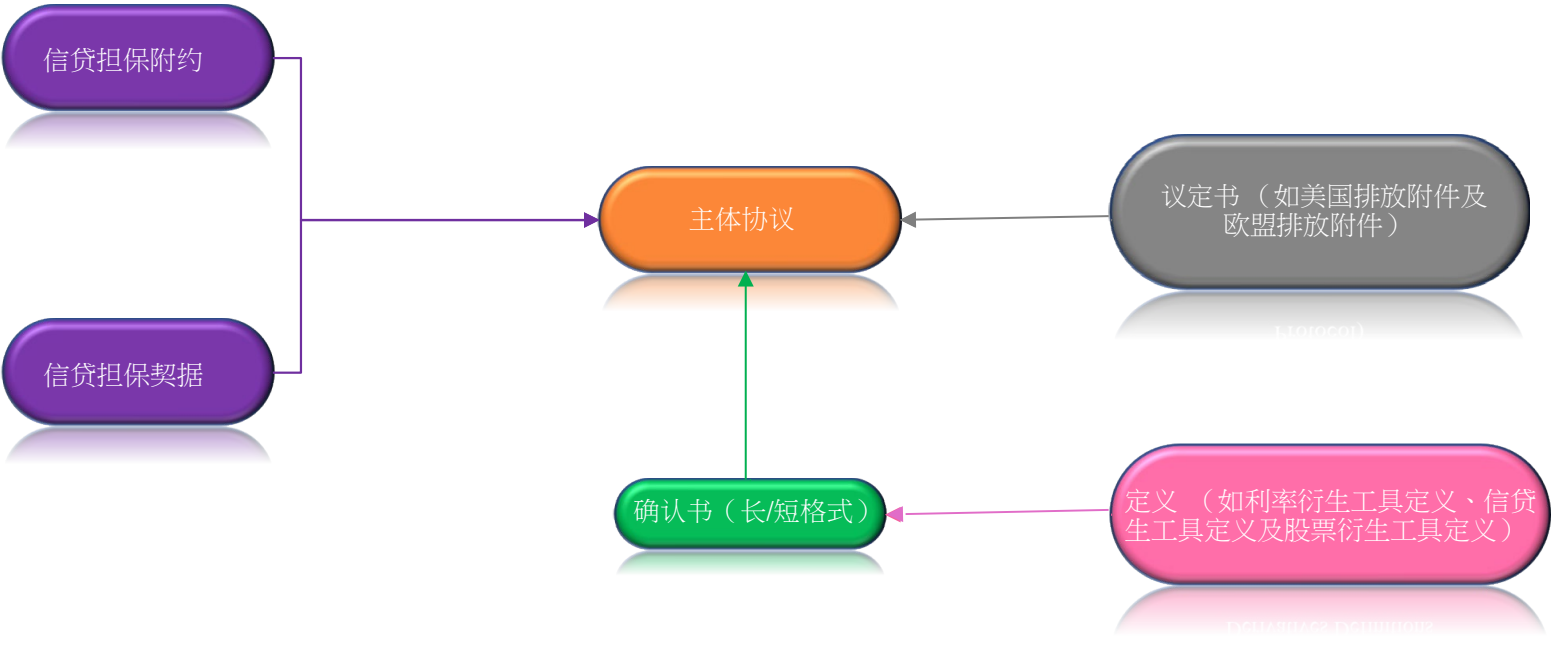 信贷担保附约
议定书 （如美国排放附件及
欧盟排放附件）
主体协议
信贷担保契据
确认书（长/短格式）
定义 （如利率衍生工具定义、信贷
生工具定义及股票衍生工具定义）
Protocol)
Derivatives Definitions